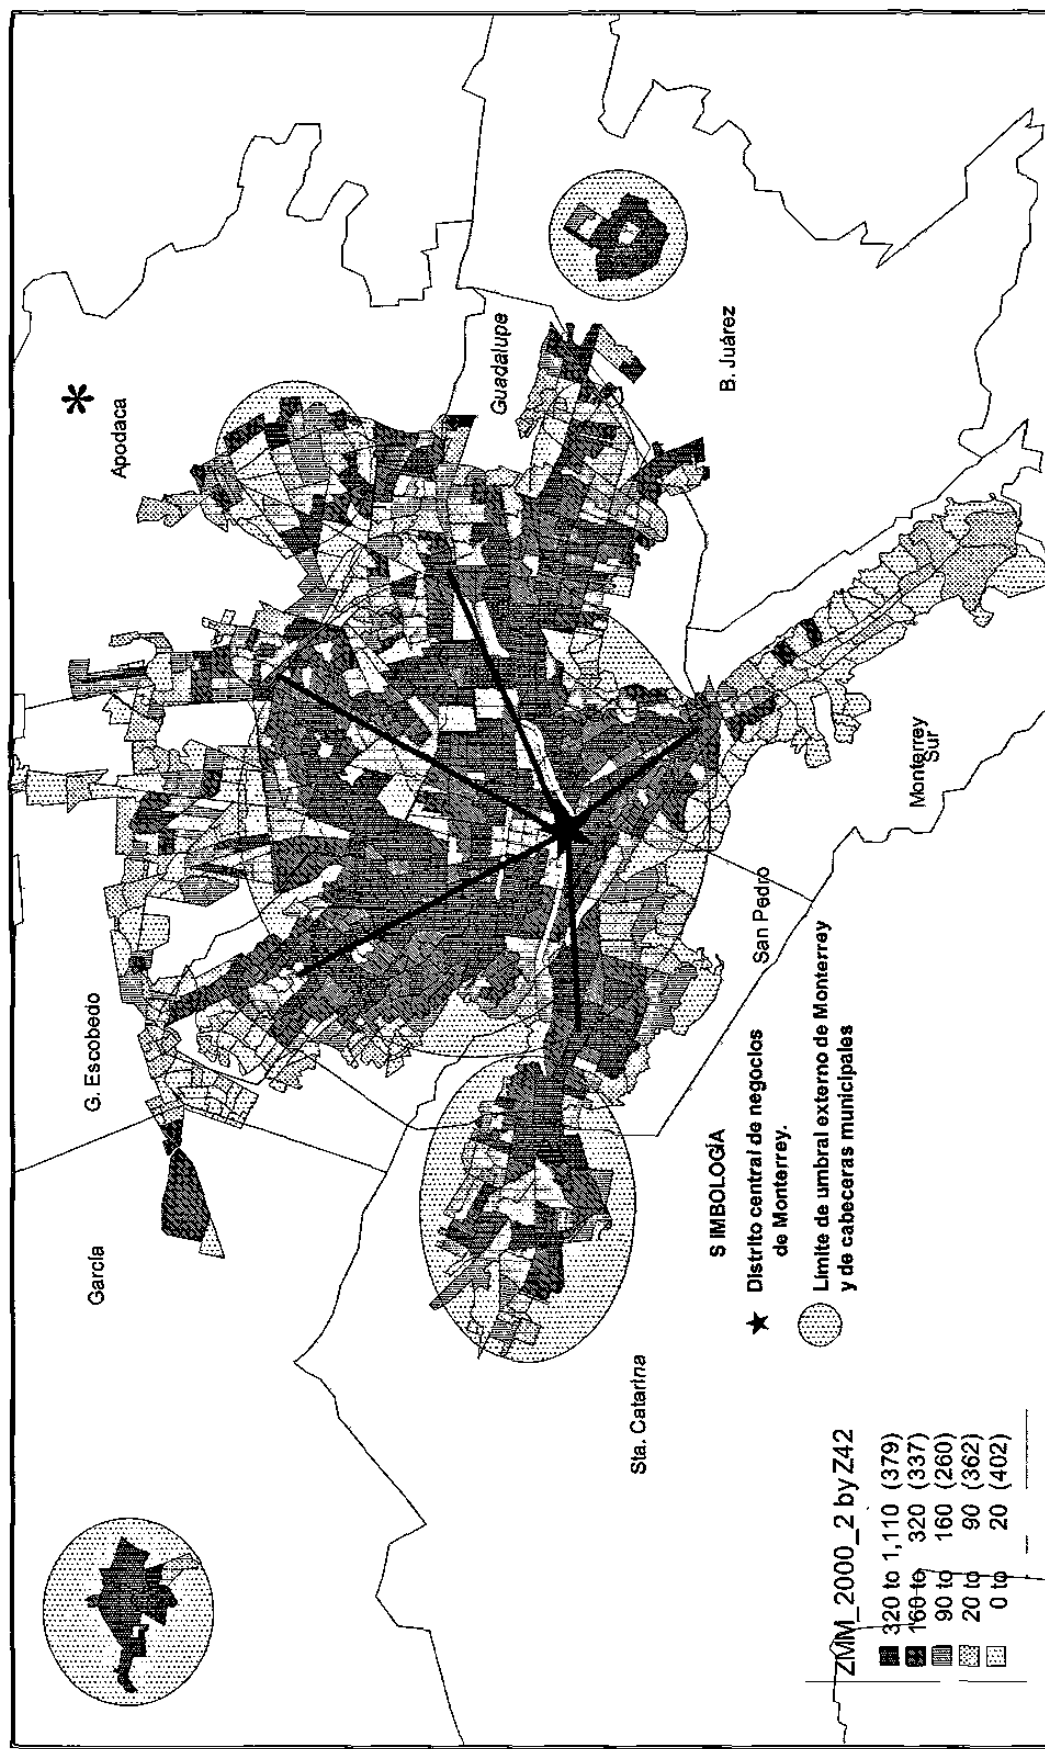 Apodaca
Guadalupe
B. Juárez
G. Escobedo
García
Sta. Catarina
San Pedro
Monterrey
Sur
SIMBOLOGÍA
Distrito central de negocios
de Monterrey.
Límite de umbral externo de Monterrey
y de cabeceras municipales
ZMM_2000_2 by Z42
320 to 1,110 (379)
160 to 320 (337)
90 to 160 (260)
20 to 90 (362)
0 to 20 (402)